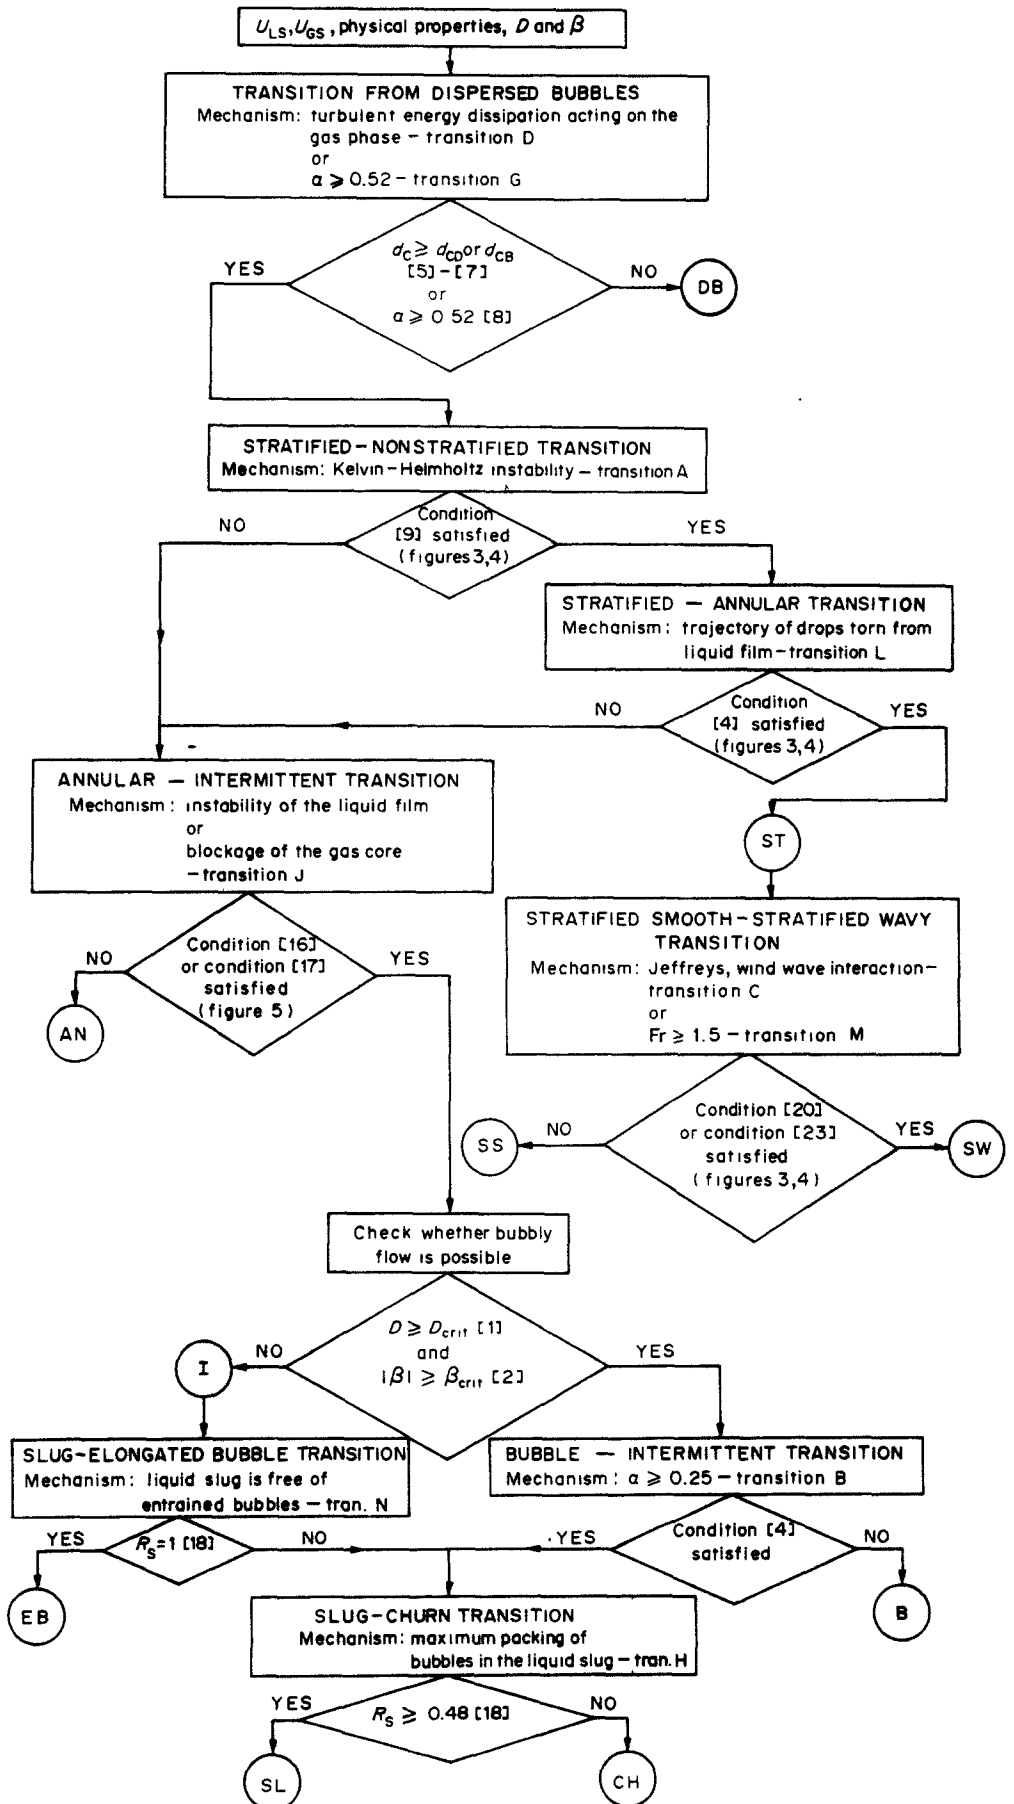 U_LS, U_GS, physical properties, D and β
TRANSITION FROM DISPERSED BUBBLES
Mechanism: turbulent energy dissipation acting on the
gas phase – transition D
or
α ⩾ 0.52 – transition G
d_C ⩾ d_CD or d_CB
[5] – [7]
or
α ⩾ 0 52 [8]
YES
NO
DB
STRATIFIED – NONSTRATIFIED TRANSITION
Mechanism: Kelvin – Helmholtz instability – transition A
Condition
[9] satisfied
(figures 3,4)
NO
YES
STRATIFIED — ANNULAR TRANSITION
Mechanism: trajectory of drops torn from
liquid film – transition L
Condition
[4] satisfied
(figures 3,4)
NO
YES
ANNULAR — INTERMITTENT TRANSITION
Mechanism: instability of the liquid film
or
blockage of the gas core
– transition J
ST
STRATIFIED SMOOTH – STRATIFIED WAVY
TRANSITION
Mechanism: Jeffreys, wind wave interaction –
transition C
or
Fr ⩾ 1.5 – transition M
NO
Condition [16]
or condition [17]
satisfied
(figure 5)
YES
AN
Condition [20]
or condition [23]
satisfied
(figures 3,4)
NO
SS
YES
SW
Check whether bubbly
flow is possible
D ⩾ D_crit [1]
and
|β| ⩾ β_crit [2]
NO
I
YES
SLUG–ELONGATED BUBBLE TRANSITION
Mechanism: liquid slug is free of
entrained bubbles – tran. N
BUBBLE — INTERMITTENT TRANSITION
Mechanism: α ⩾ 0.25 – transition B
YES
R_S = 1 [18]
NO
YES
Condition [4]
satisfied
NO
EB
B
SLUG–CHURN TRANSITION
Mechanism: maximum packing of
bubbles in the liquid slug – tran. H
YES
R_S ⩾ 0.48 [18]
NO
SL
CH